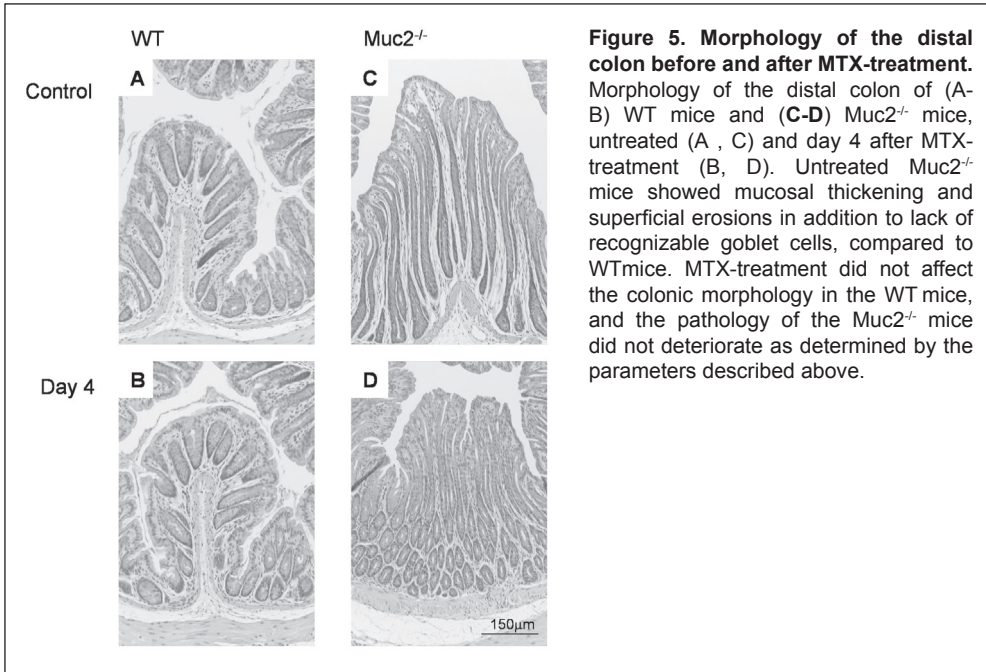 WT
Muc2-/-
Control
A
C
Day 4
B
D
150µm
Figure 5. Morphology of the distal
colon before and after MTX-treatment.
Morphology of the distal colon of (A-
B) WT mice and (C-D) Muc2-/- mice,
untreated (A , C) and day 4 after MTX-
treatment (B, D). Untreated Muc2-/-
mice showed mucosal thickening and
superficial erosions in addition to lack of
recognizable goblet cells, compared to
WTmice. MTX-treatment did not affect
the colonic morphology in the WT mice,
and the pathology of the Muc2-/- mice
did not deteriorate as determined by the
parameters described above.